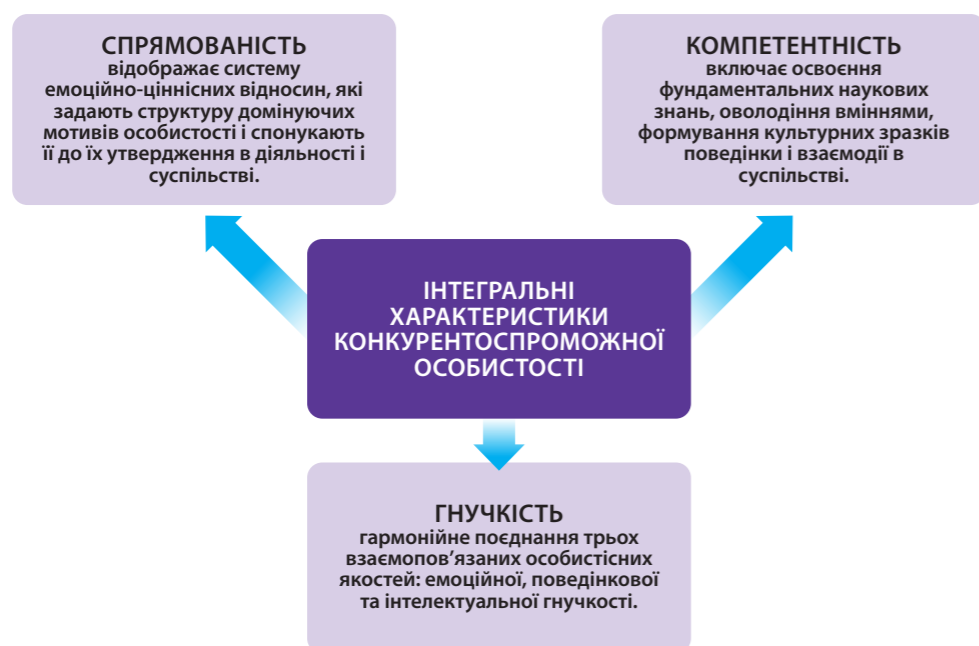 СПРЯМОВАНІСТЬ
відображає систему
емоційно-ціннісних відносин, які
задають структуру домінуючих
мотивів особистості і спонукають
її до їх утвердження в діяльності і
суспільстві.
КОМПЕТЕНТНІСТЬ
включає освоєння
фундаментальних наукових
знань, оволодіння вміннями,
формування культурних зразків
поведінки і взаємодії в
суспільстві.
ІНТЕГРАЛЬНІ
ХАРАКТЕРИСТИКИ
КОНКУРЕНТОСПРОМОЖНОЇ
ОСОБИСТОСТІ
ГНУЧКІСТЬ
гармонійне поєднання трьох
взаємопов’язаних особистісних
якостей: емоційної, поведінкової
та інтелектуальної гнучкості.